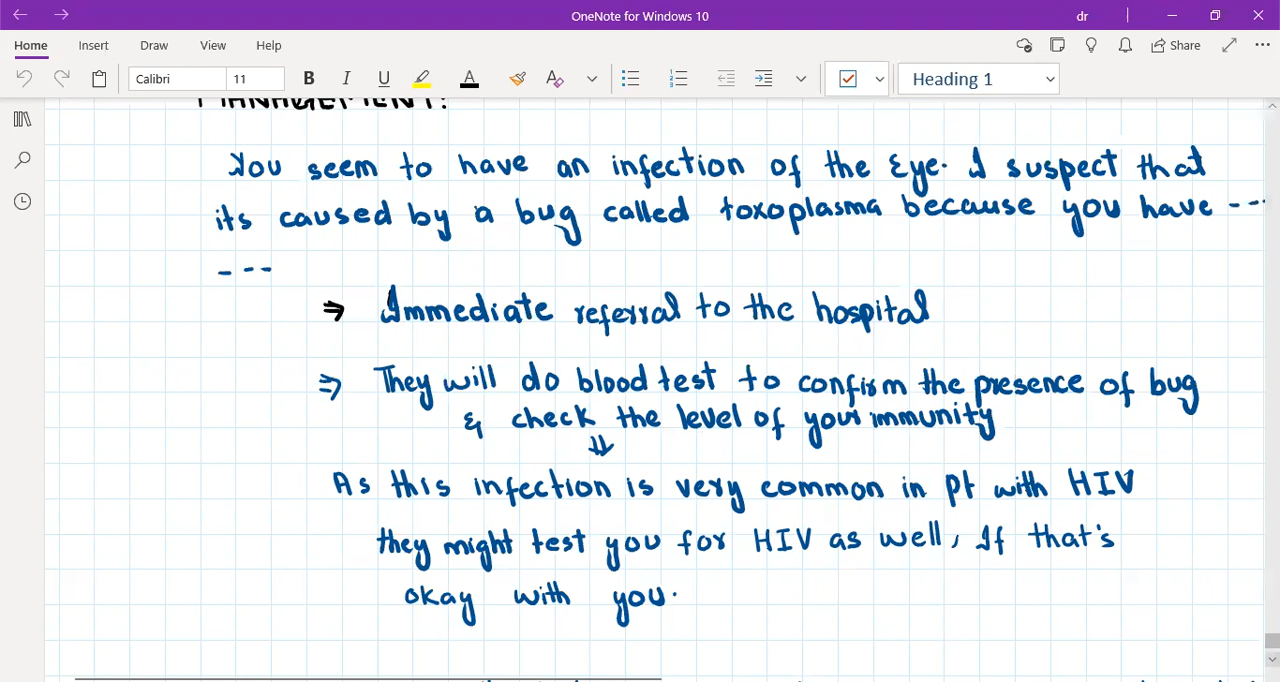 OneNote for Windows 10
dr
Home Insert Draw View Help
Share
Calibri 11 B I U A A Heading 1
MANAGEMENT:
You seem to have an infection of the Eye. I suspect that
its caused by a bug called toxoplasma because you have ---
---
⇒ Immediate referral to the hospital
⇒ They will do blood test to confirm the presence of bug
& check the level of your immunity
⇓
As this infection is very common in pt with HIV
they might test you for HIV as well, If that's
okay with you.